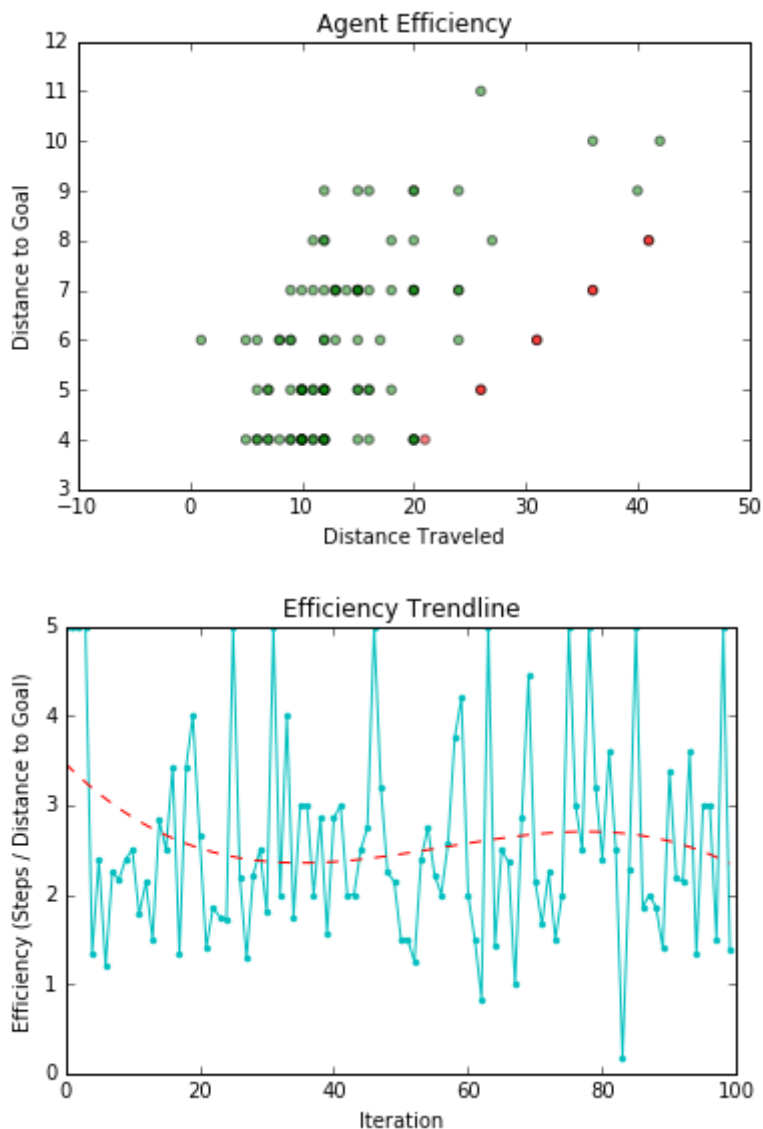 Agent Efficiency
12
11
10
9
8
7
6
5
4
3
Distance to Goal
−10 0 10 20 30 40 50
Distance Traveled
Efficiency Trendline
5
4
3
2
1
0
Efficiency (Steps / Distance to Goal)
0 20 40 60 80 100
Iteration